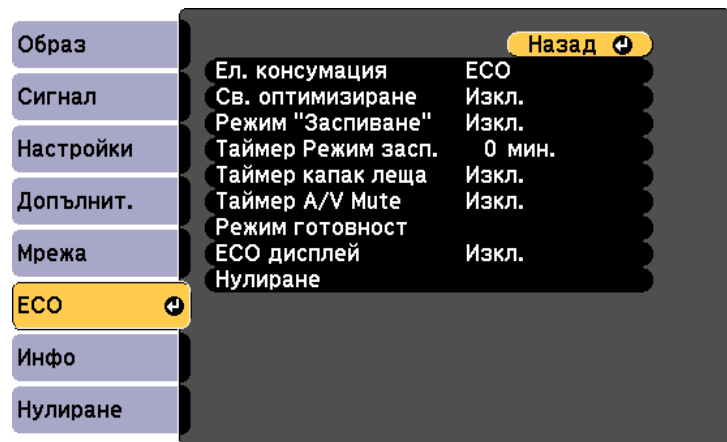 Образ
Сигнал
Настройки
Допълнит.
Мрежа
ECO
Инфо
Нулиране
Назад
Ел. консумация ECO
Св. оптимизиране Изкл.
Режим "Заспиване" Изкл.
Таймер Режим засп. 0 мин.
Таймер капак леща Изкл.
Таймер A/V Mute Изкл.
Режим готовност
ECO дисплей Изкл.
Нулиране